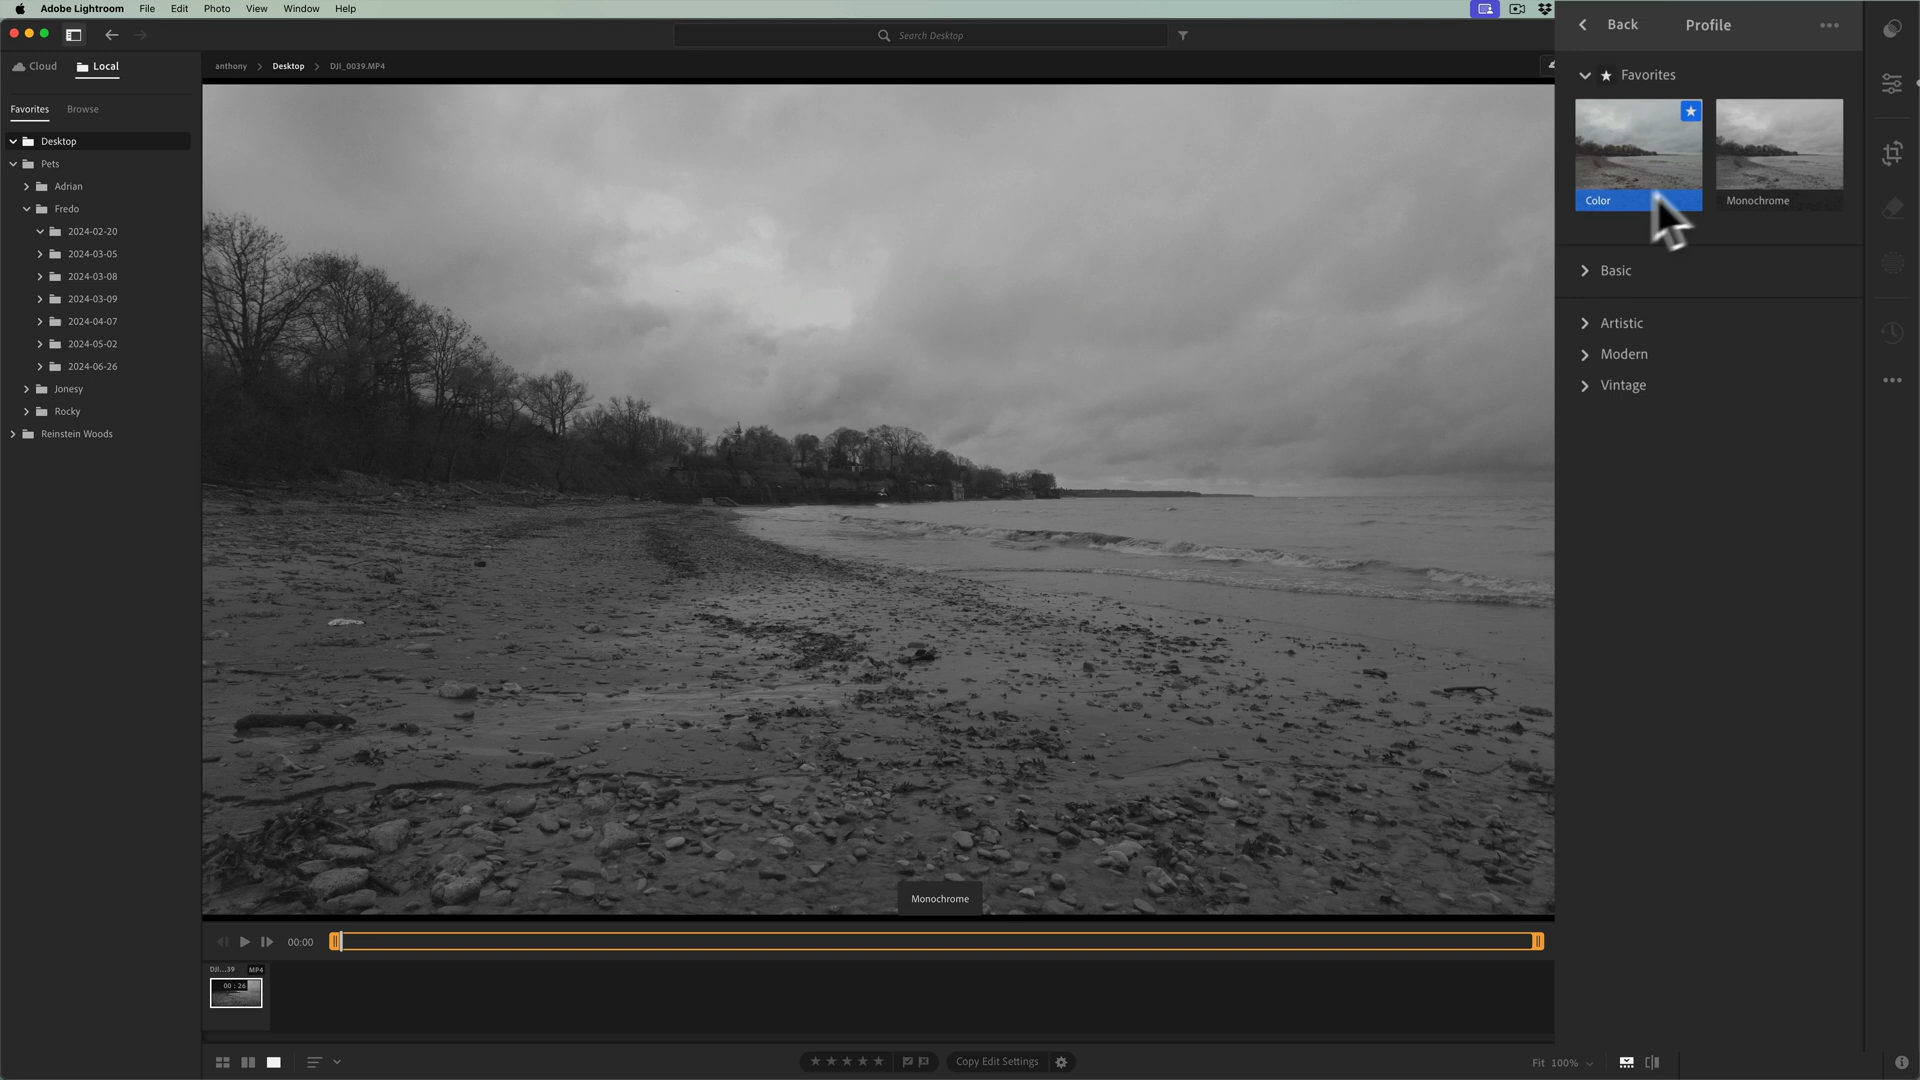 Adobe Lightroom File Edit Photo View Window Help
Search Desktop
Back Profile
Cloud Local
anthony Desktop DJI_0039.MP4
Favorites
Favorites Browse
Desktop
Pets
Adrian
Fredo
2024-02-20
2024-03-05
2024-03-08
2024-03-09
2024-04-07
2024-05-02
2024-06-26
Jonesy
Rocky
Reinstein Woods
Color Monochrome
Basic
Artistic
Modern
Vintage
Monochrome
00:00
DJI...39 MP4
00:26
Copy Edit Settings
Fit 100%